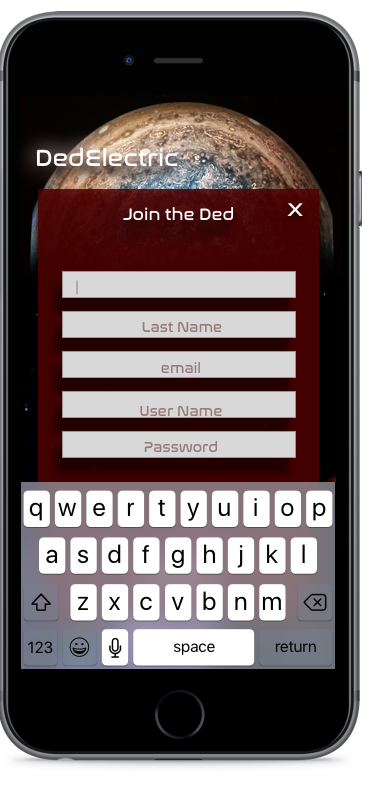 DedElectric
Join the Ded X
Last Name
email
User Name
Password
q w e r t y u i o p
a s d f g h j k l
z x c v b n m
123 space return